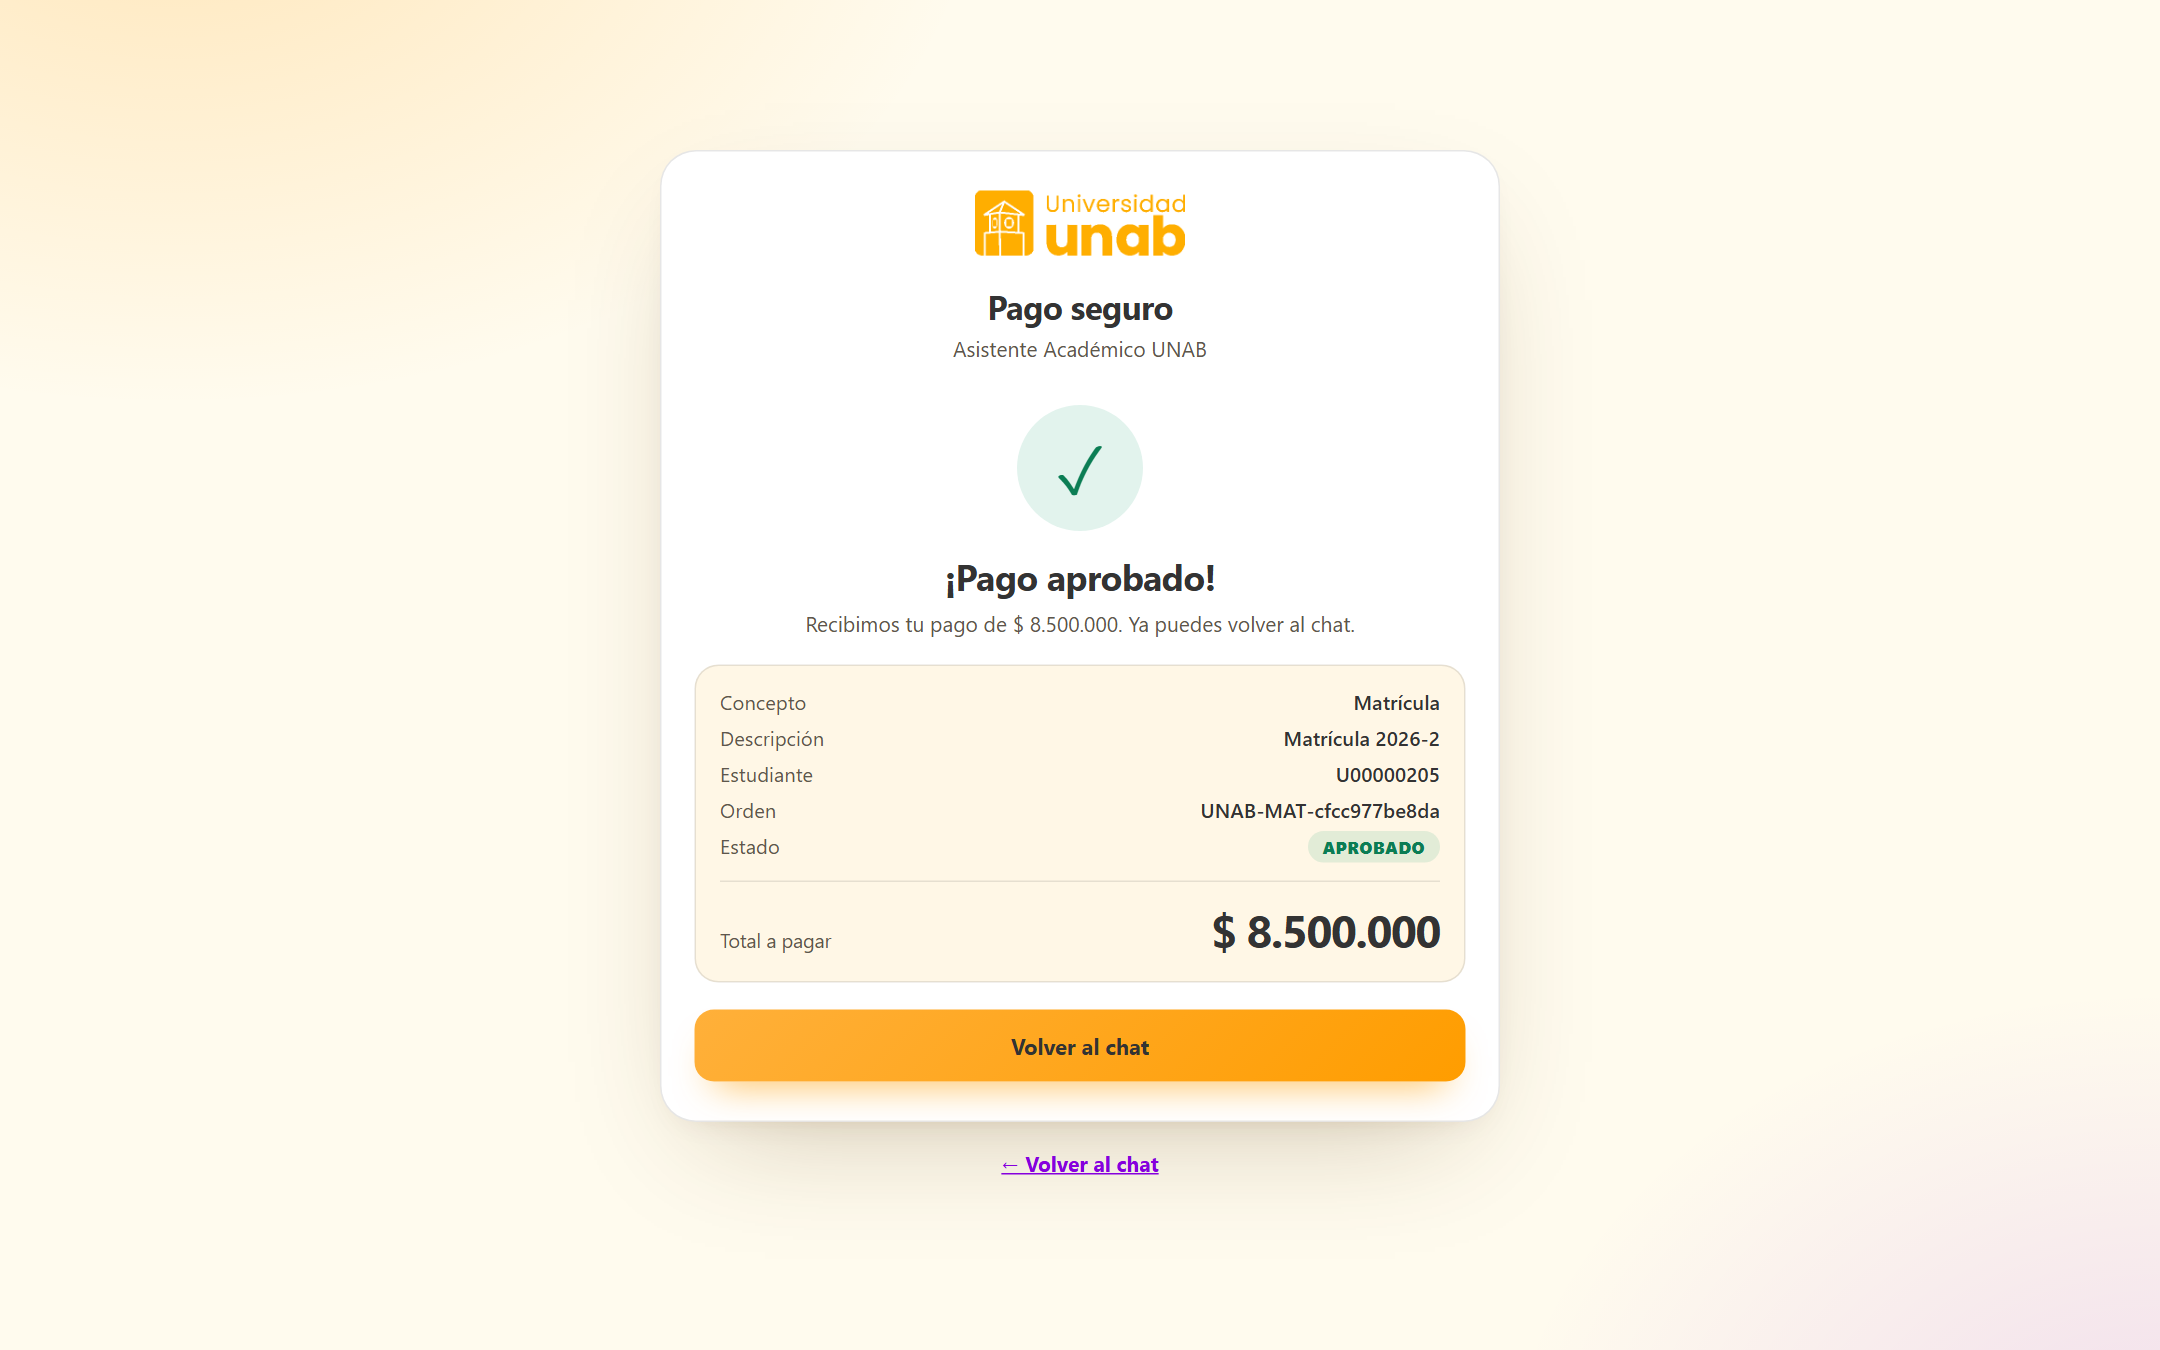 Universidad
unab
Pago seguro
Asistente Académico UNAB
✓
¡Pago aprobado!
Recibimos tu pago de $ 8.500.000. Ya puedes volver al chat.
Concepto Matrícula
Descripción Matrícula 2026-2
Estudiante U00000205
Orden UNAB-MAT-cfcc977be8da
Estado APROBADO
Total a pagar $ 8.500.000
Volver al chat
← Volver al chat